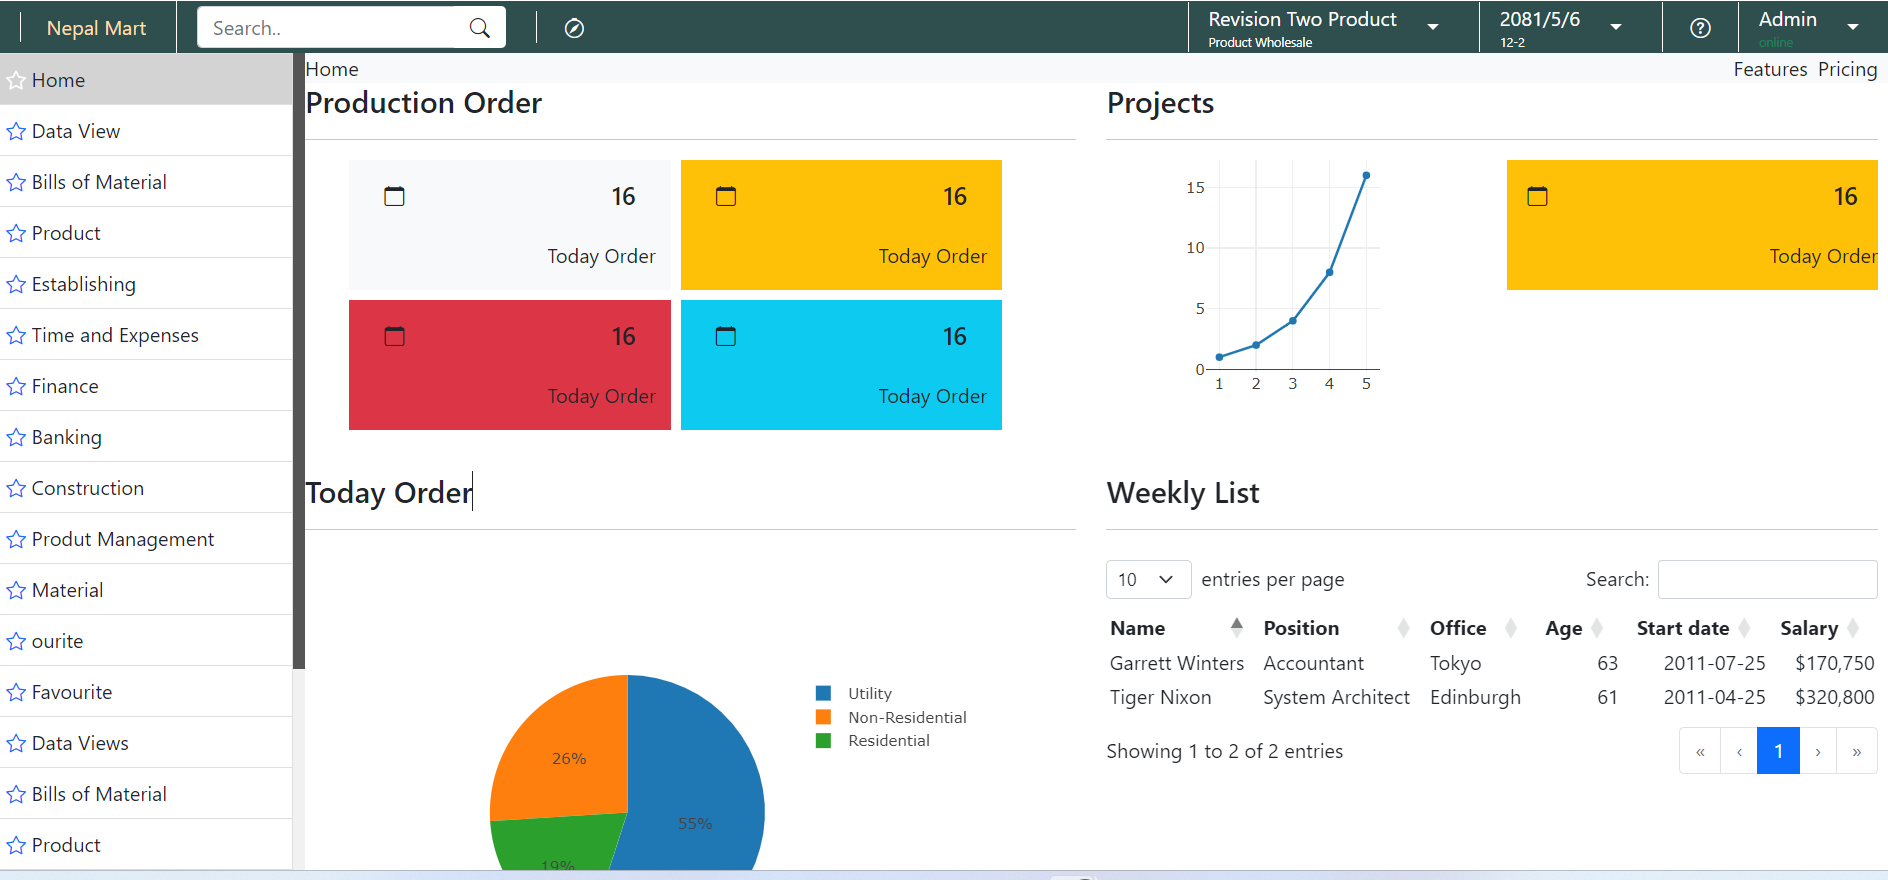 Nepal Mart
Search..
Revision Two Product
Product Wholesale
2081/5/6
12-2
Admin
online
Home
Data View
Bills of Material
Product
Establishing
Time and Expenses
Finance
Banking
Construction
Produt Management
Material
ourite
Favourite
Data Views
Bills of Material
Product
Home
Features Pricing
Production Order
16
Today Order
16
Today Order
16
Today Order
16
Today Order
Projects
15
10
5
0
1 2 3 4 5
16
Today Order
Today Order
26%
55%
19%
Utility
Non-Residential
Residential
Weekly List
10 entries per page
Search:
Name Position Office Age Start date Salary
Garrett Winters Accountant Tokyo 63 2011-07-25 $170,750
Tiger Nixon System Architect Edinburgh 61 2011-04-25 $320,800
Showing 1 to 2 of 2 entries
« ‹ 1 › »